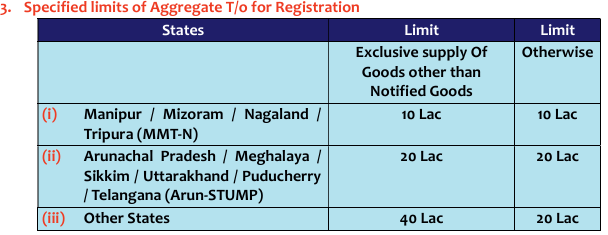 3. Specified limits of Aggregate T/o for Registration
States Limit Limit
Exclusive supply Of Otherwise
Goods other than
Notified Goods
(i) Manipur / Mizoram / Nagaland / 10 Lac 10 Lac
Tripura (MMT-N)
(ii) Arunachal Pradesh / Meghalaya / 20 Lac 20 Lac
Sikkim / Uttarakhand / Puducherry
/ Telangana (Arun-STUMP)
(iii) Other States 40 Lac 20 Lac